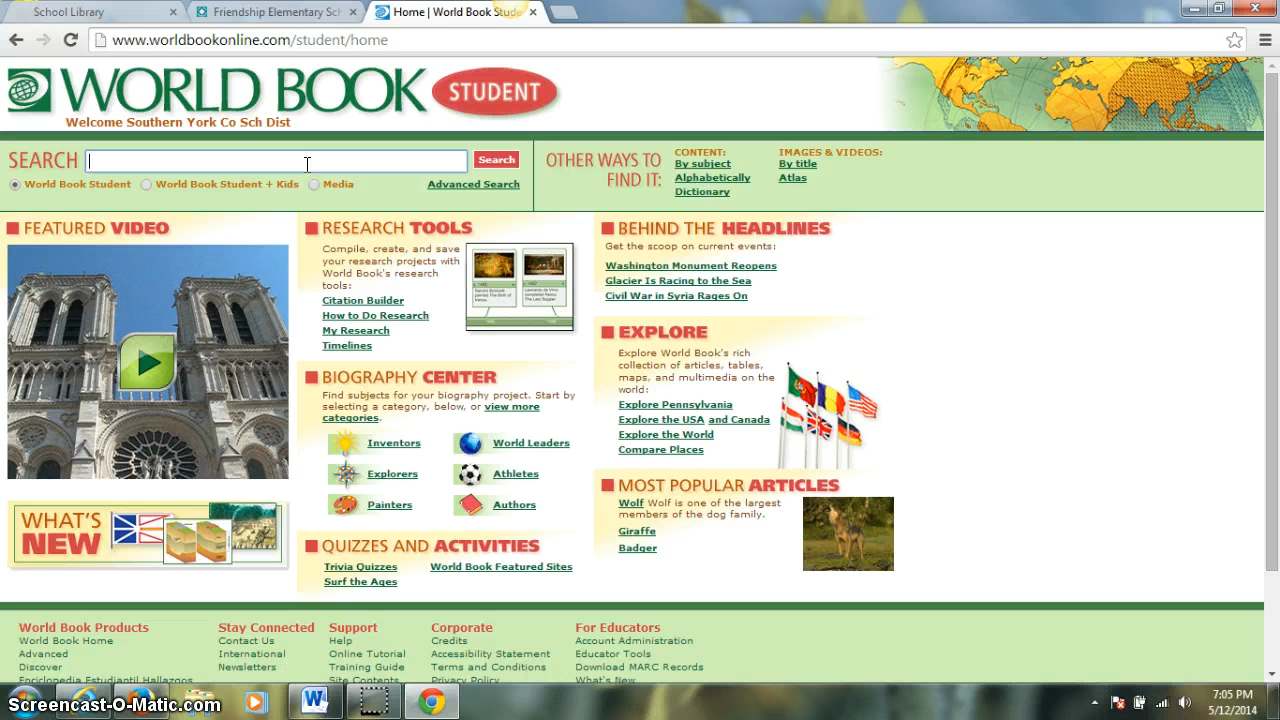 School Library
Friendship Elementary Sch
Home | World Book Stude
www.worldbookonline.com/student/home
WORLD BOOK STUDENT
Welcome Southern York Co Sch Dist
SEARCH
Search
World Book Student
World Book Student + Kids
Media
Advanced Search
OTHER WAYS TO
FIND IT:
CONTENT:
By subject
Alphabetically
Dictionary
IMAGES & VIDEOS:
By title
Atlas
FEATURED VIDEO
WHAT'S
NEW
RESEARCH TOOLS
Compile, create, and save
your research projects with
World Book's research
tools:
Citation Builder
How to Do Research
My Research
Timelines
BIOGRAPHY CENTER
Find subjects for your biography project. Start by
selecting a category, below, or view more
categories.
Inventors
World Leaders
Explorers
Athletes
Painters
Authors
QUIZZES AND ACTIVITIES
Trivia Quizzes
World Book Featured Sites
Surf the Ages
BEHIND THE HEADLINES
Get the scoop on current events:
Washington Monument Reopens
Glacier Is Racing to the Sea
Civil War in Syria Rages On
EXPLORE
Explore World Book's rich
collection of articles, tables,
maps, and multimedia on the
world:
Explore Pennsylvania
Explore the USA and Canada
Explore the World
Compare Places
MOST POPULAR ARTICLES
Wolf Wolf is one of the largest
members of the dog family.
Giraffe
Badger
World Book Products
World Book Home
Advanced
Discover
Enciclopedia Estudiantil Hallazgos
Stay Connected
Contact Us
International
Newsletters
Support
Help
Online Tutorial
Training Guide
Site Contents
Corporate
Credits
Accessibility Statement
Terms and Conditions
Privacy Policy
For Educators
Account Administration
Educator Tools
Download MARC Records
What's New
Screencast-O-Matic.com
7:05 PM
5/12/2014